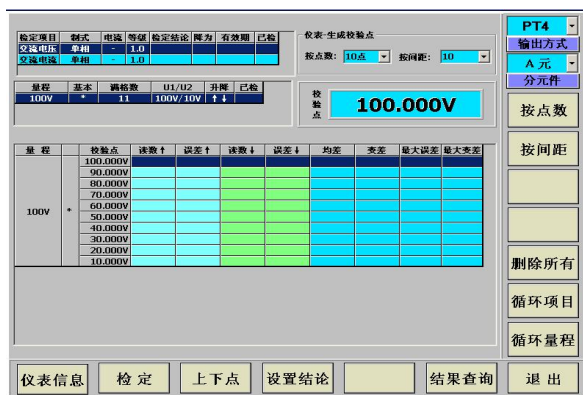 检定项目 制式 电流 等级 检定结论 降为 有效期 已检
交流电压 单相 - 1.0
交流电流 单相 - 1.0
仪表-生成校验点
按点数: 10点 按间距: 10
PT4
输出方式
A 元
分元件
量程 基本 满格数 U1/U2 升降 已检
100V * 11 100V/10V ↑↓
校验点 100.000V
按点数
按间距
量 程 校验点 读数↑ 误差↑ 读数↓ 误差↓ 均差 变差 最大误差 最大变差
100.000V
90.000V
80.000V
70.000V
60.000V
100V *
50.000V
40.000V
30.000V
20.000V
10.000V
删除所有
循环项目
循环量程
仪表信息 检 定 上下点 设置结论 结果查询 退 出